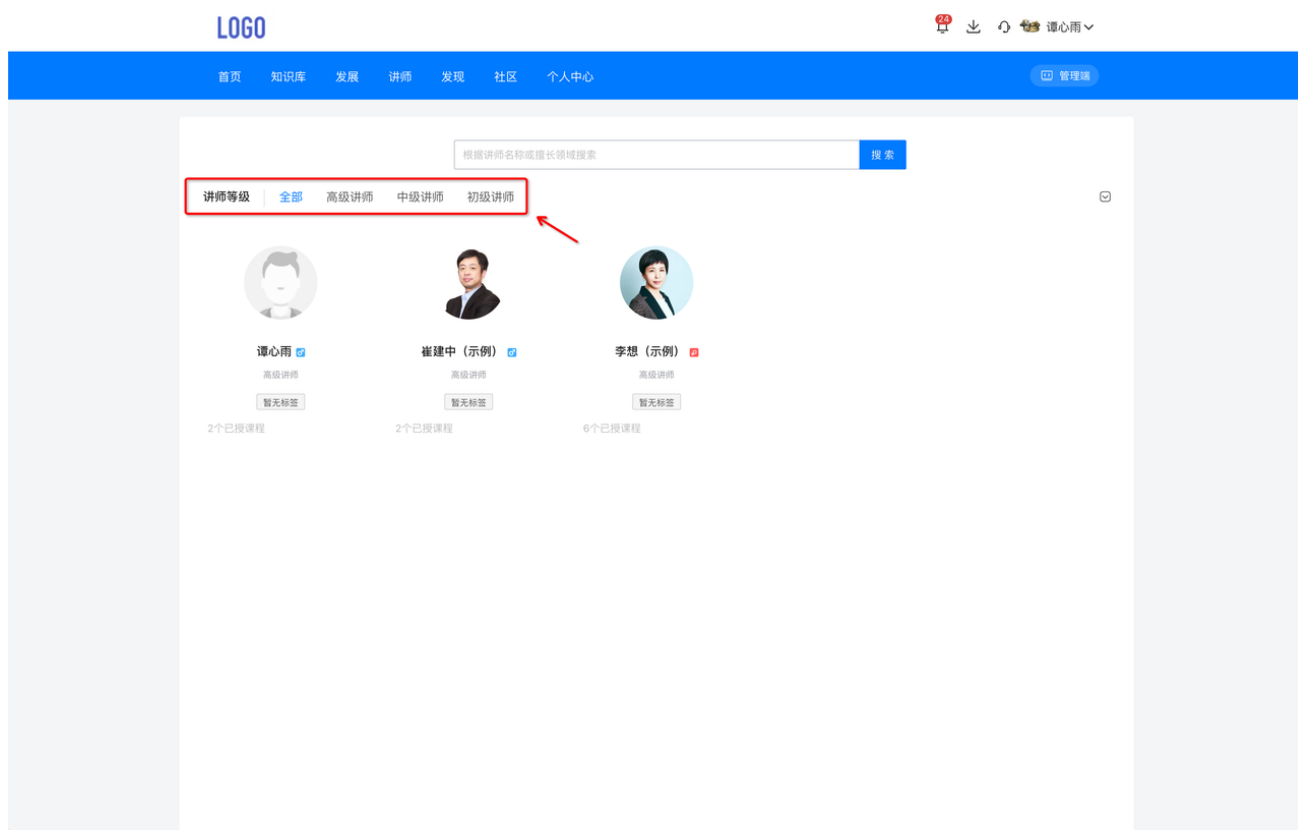 LOGO
24
谭心雨
首页 知识库 发展 讲师 发现 社区 个人中心 管理端
根据讲师名称或擅长领域搜索 搜 索
讲师等级 全部 高级讲师 中级讲师 初级讲师
谭心雨 崔建中（示例） 李想（示例）
高级讲师 高级讲师 高级讲师
暂无标签 暂无标签 暂无标签
2个已授课程 2个已授课程 6个已授课程